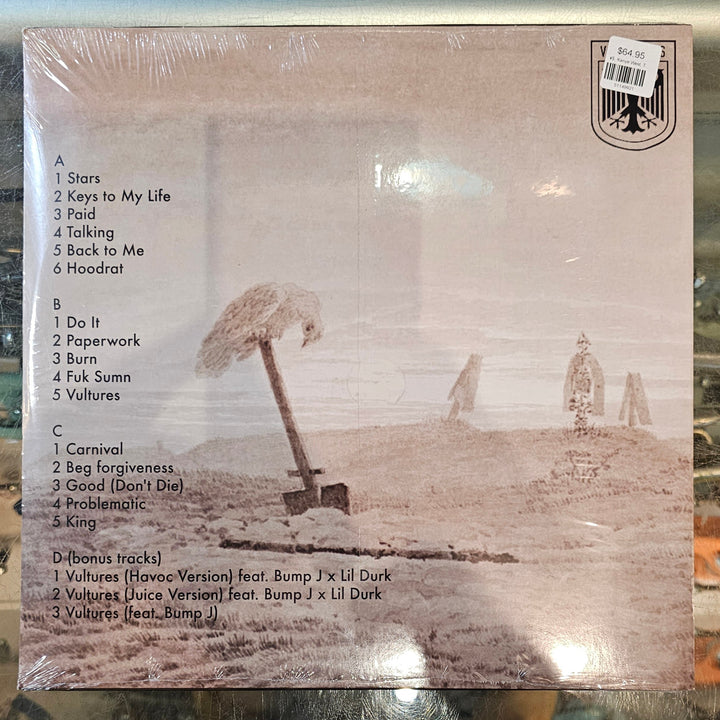 $64.95
A
1 Stars
2 Keys to My Life
3 Paid
4 Talking
5 Back to Me
6 Hoodrat
B
1 Do It
2 Paperwork
3 Burn
4 Fuk Sumn
5 Vultures
C
1 Carnival
2 Beg forgiveness
3 Good (Don't Die)
4 Problematic
5 King
D (bonus tracks)
1 Vultures (Havoc Version) feat. Bump J x Lil Durk
2 Vultures (Juice Version) feat. Bump J x Lil Durk
3 Vultures (feat. Bump J)